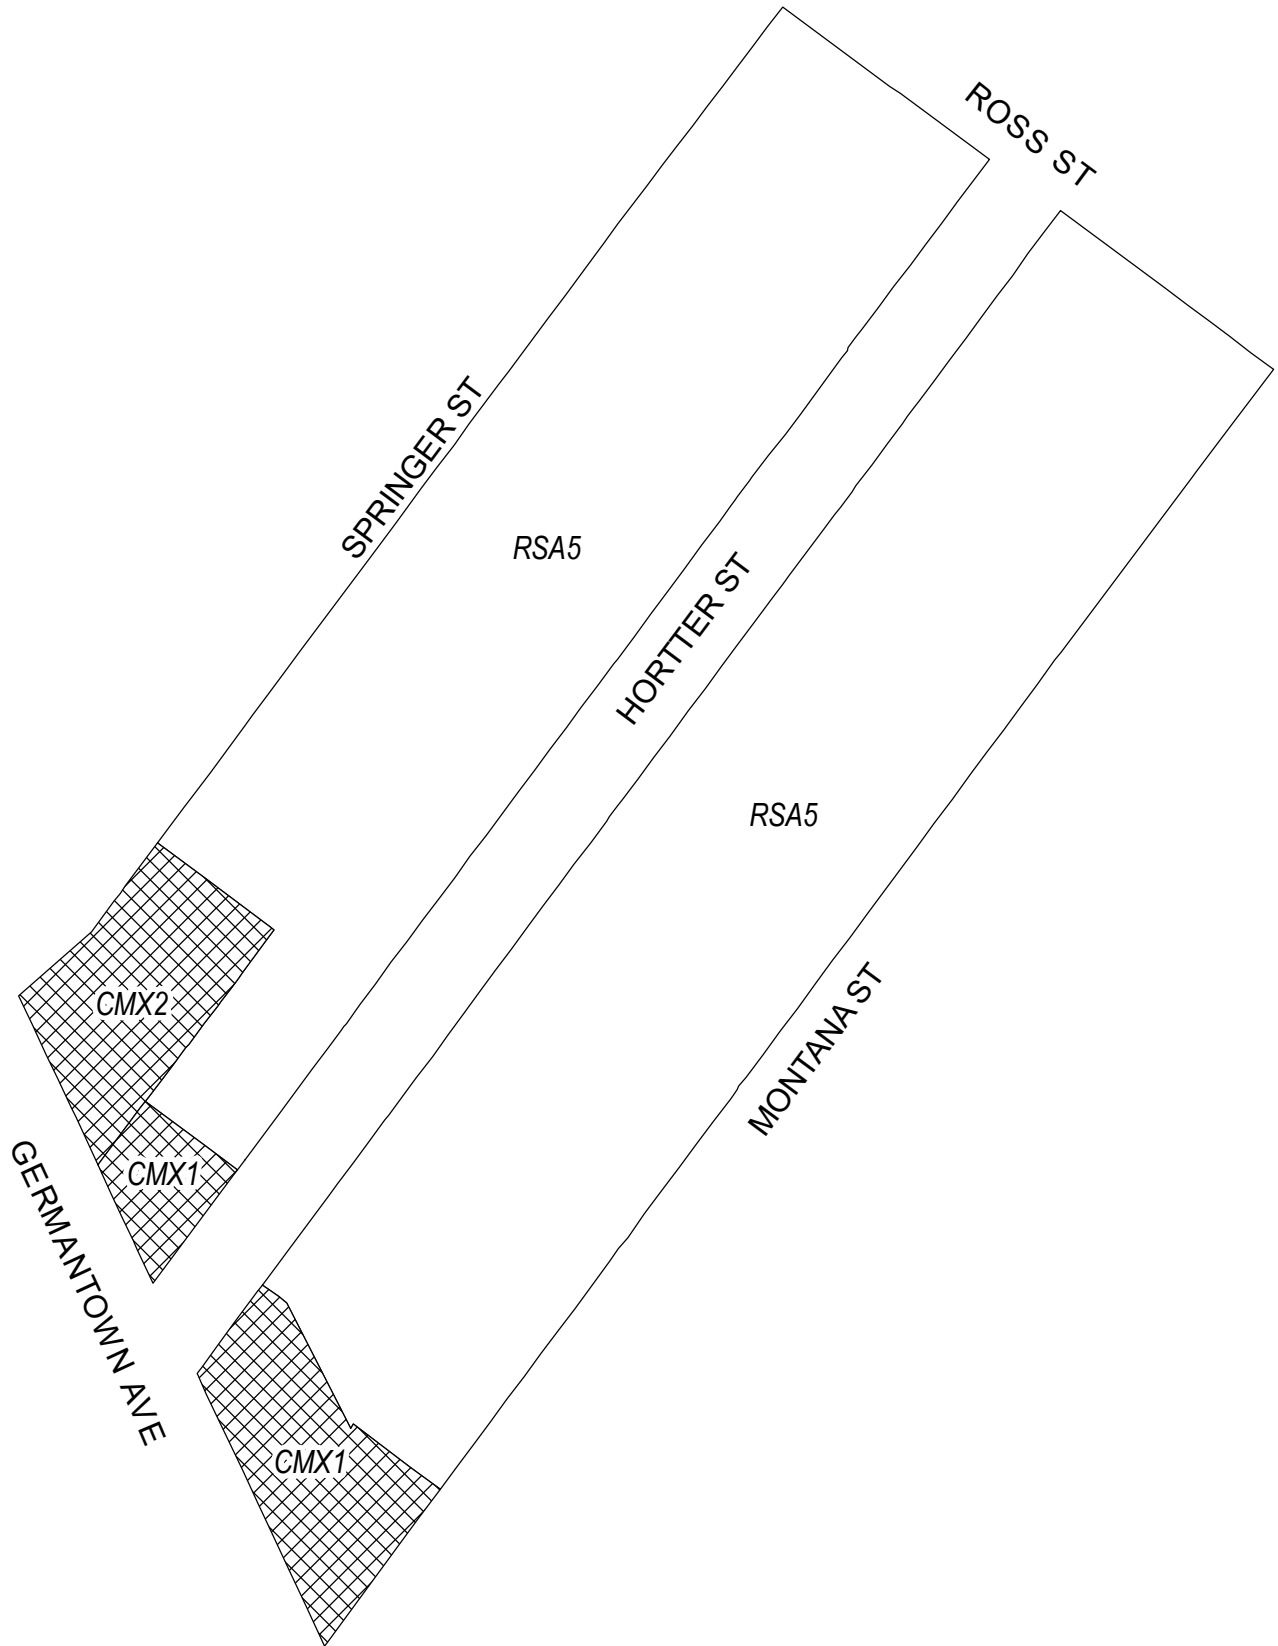 ROSS ST
SPRINGER ST
RSA5
HORTTER ST
RSA5
CMX2
MONTANA ST
CMX1
GERMANTOWN AVE
CMX1